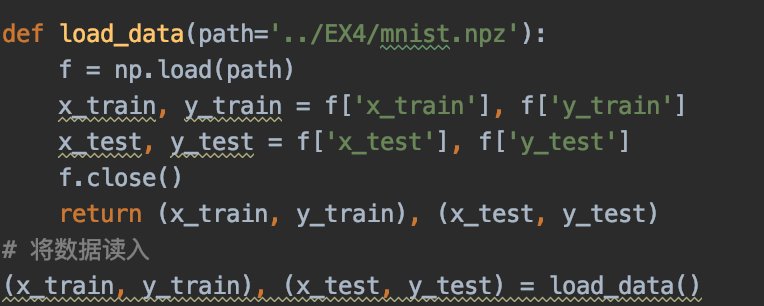 def load_data(path='../EX4/mnist.npz'):
    f = np.load(path)
    x_train, y_train = f['x_train'], f['y_train']
    x_test, y_test = f['x_test'], f['y_test']
    f.close()
    return (x_train, y_train), (x_test, y_test)
# 将数据读入
(x_train, y_train), (x_test, y_test) = load_data()